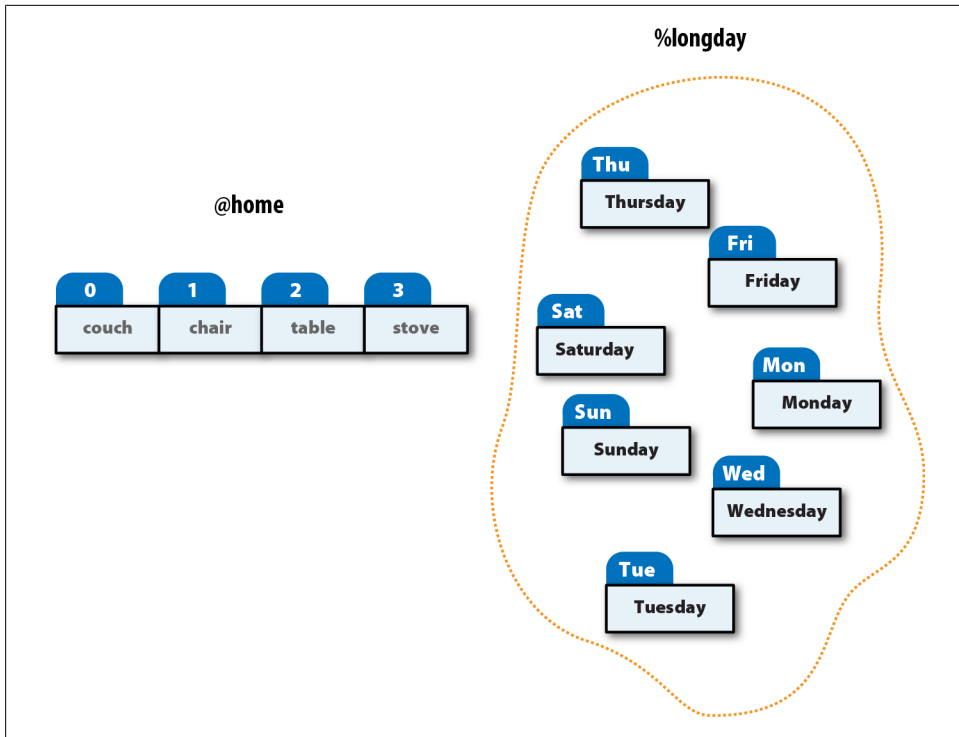 %longday
@home
0 1 2 3
couch chair table stove
Thu
Thursday
Fri
Friday
Sat
Saturday
Mon
Monday
Sun
Sunday
Wed
Wednesday
Tue
Tuesday